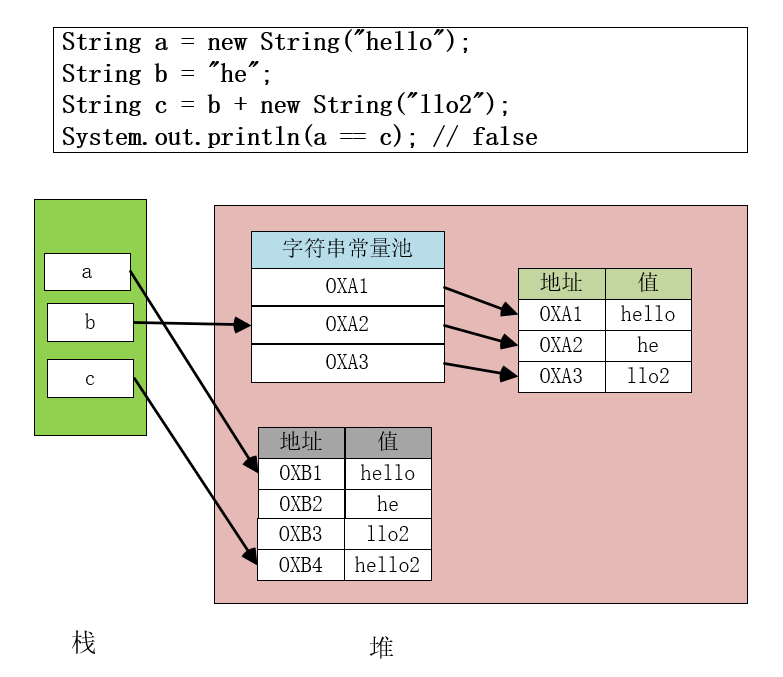 String a = new String("hello");
String b = "he";
String c = b + new String("llo2");
System.out.println(a == c); // false
a
b
c
字符串常量池
0XA1
0XA2
0XA3
地址 值
0XA1 hello
0XA2 he
0XA3 llo2
地址 值
0XB1 hello
0XB2 he
0XB3 llo2
0XB4 hello2
栈
堆